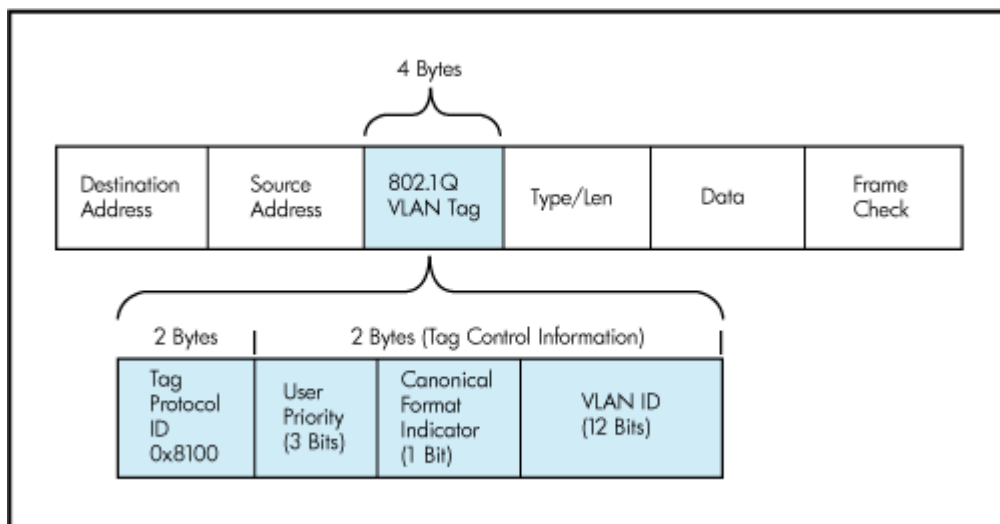 4 Bytes
Destination
Address
Source
Address
802.1Q
VLAN Tag
Type/Len
Data
Frame
Check
2 Bytes
2 Bytes (Tag Control Information)
Tag
Protocol
ID
0x8100
User
Priority
(3 Bits)
Canonical
Format
Indicator
(1 Bit)
VLAN ID
(12 Bits)